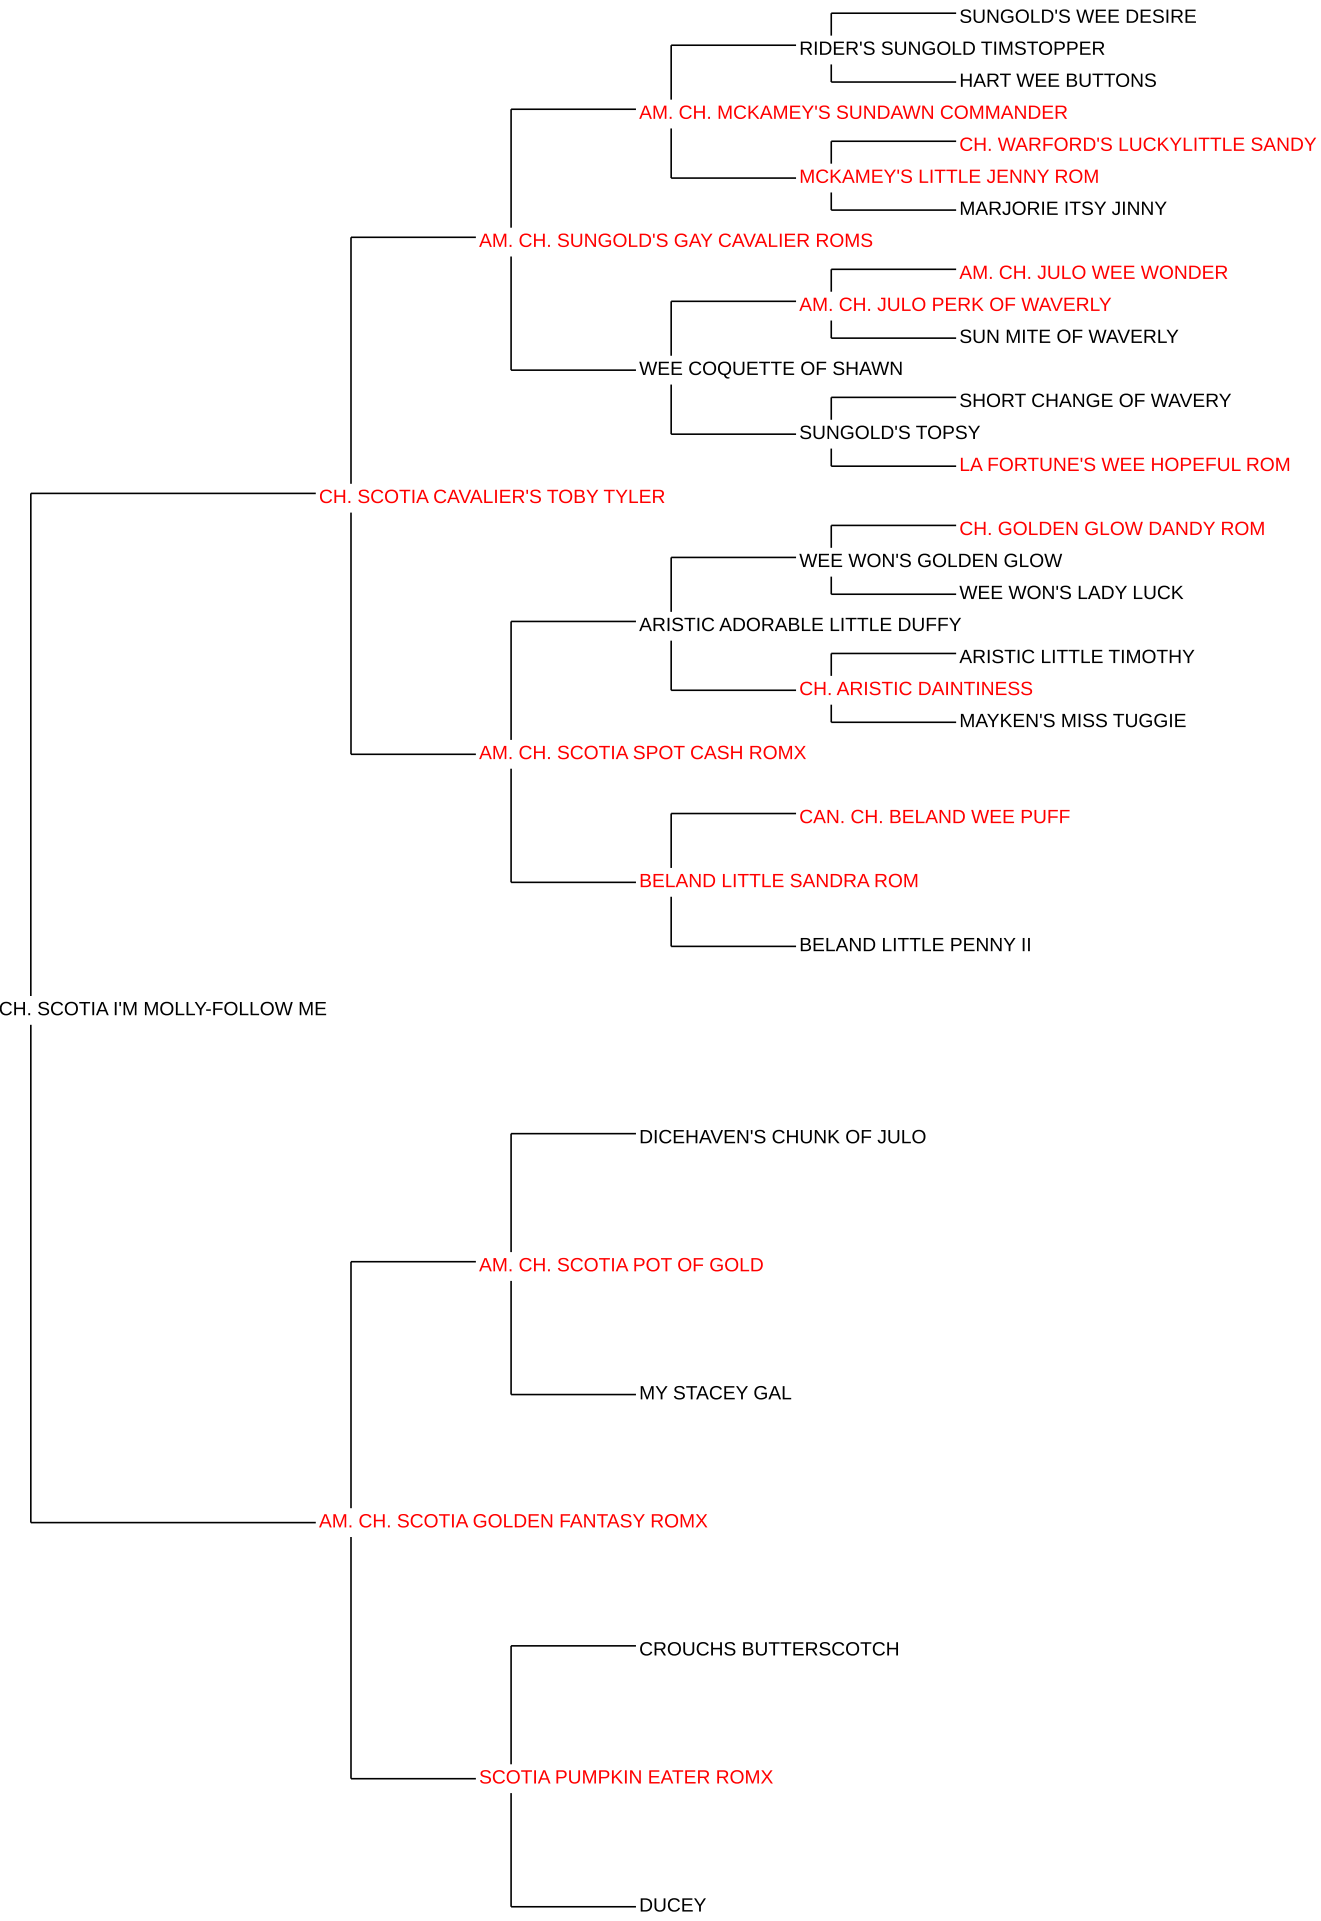 SUNGOLD'S WEE DESIRE
RIDER'S SUNGOLD TIMSTOPPER
HART WEE BUTTONS
AM. CH. MCKAMEY'S SUNDAWN COMMANDER
CH. WARFORD'S LUCKYLITTLE SANDY
MCKAMEY'S LITTLE JENNY ROM
MARJORIE ITSY JINNY
AM. CH. SUNGOLD'S GAY CAVALIER ROMS
AM. CH. JULO WEE WONDER
AM. CH. JULO PERK OF WAVERLY
SUN MITE OF WAVERLY
WEE COQUETTE OF SHAWN
SHORT CHANGE OF WAVERY
SUNGOLD'S TOPSY
LA FORTUNE'S WEE HOPEFUL ROM
CH. SCOTIA CAVALIER'S TOBY TYLER
CH. GOLDEN GLOW DANDY ROM
WEE WON'S GOLDEN GLOW
WEE WON'S LADY LUCK
ARISTIC ADORABLE LITTLE DUFFY
ARISTIC LITTLE TIMOTHY
CH. ARISTIC DAINTINESS
MAYKEN'S MISS TUGGIE
AM. CH. SCOTIA SPOT CASH ROMX
CAN. CH. BELAND WEE PUFF
BELAND LITTLE SANDRA ROM
BELAND LITTLE PENNY II
CH. SCOTIA I'M MOLLY-FOLLOW ME
DICEHAVEN'S CHUNK OF JULO
AM. CH. SCOTIA POT OF GOLD
MY STACEY GAL
AM. CH. SCOTIA GOLDEN FANTASY ROMX
CROUCHS BUTTERSCOTCH
SCOTIA PUMPKIN EATER ROMX
DUCEY